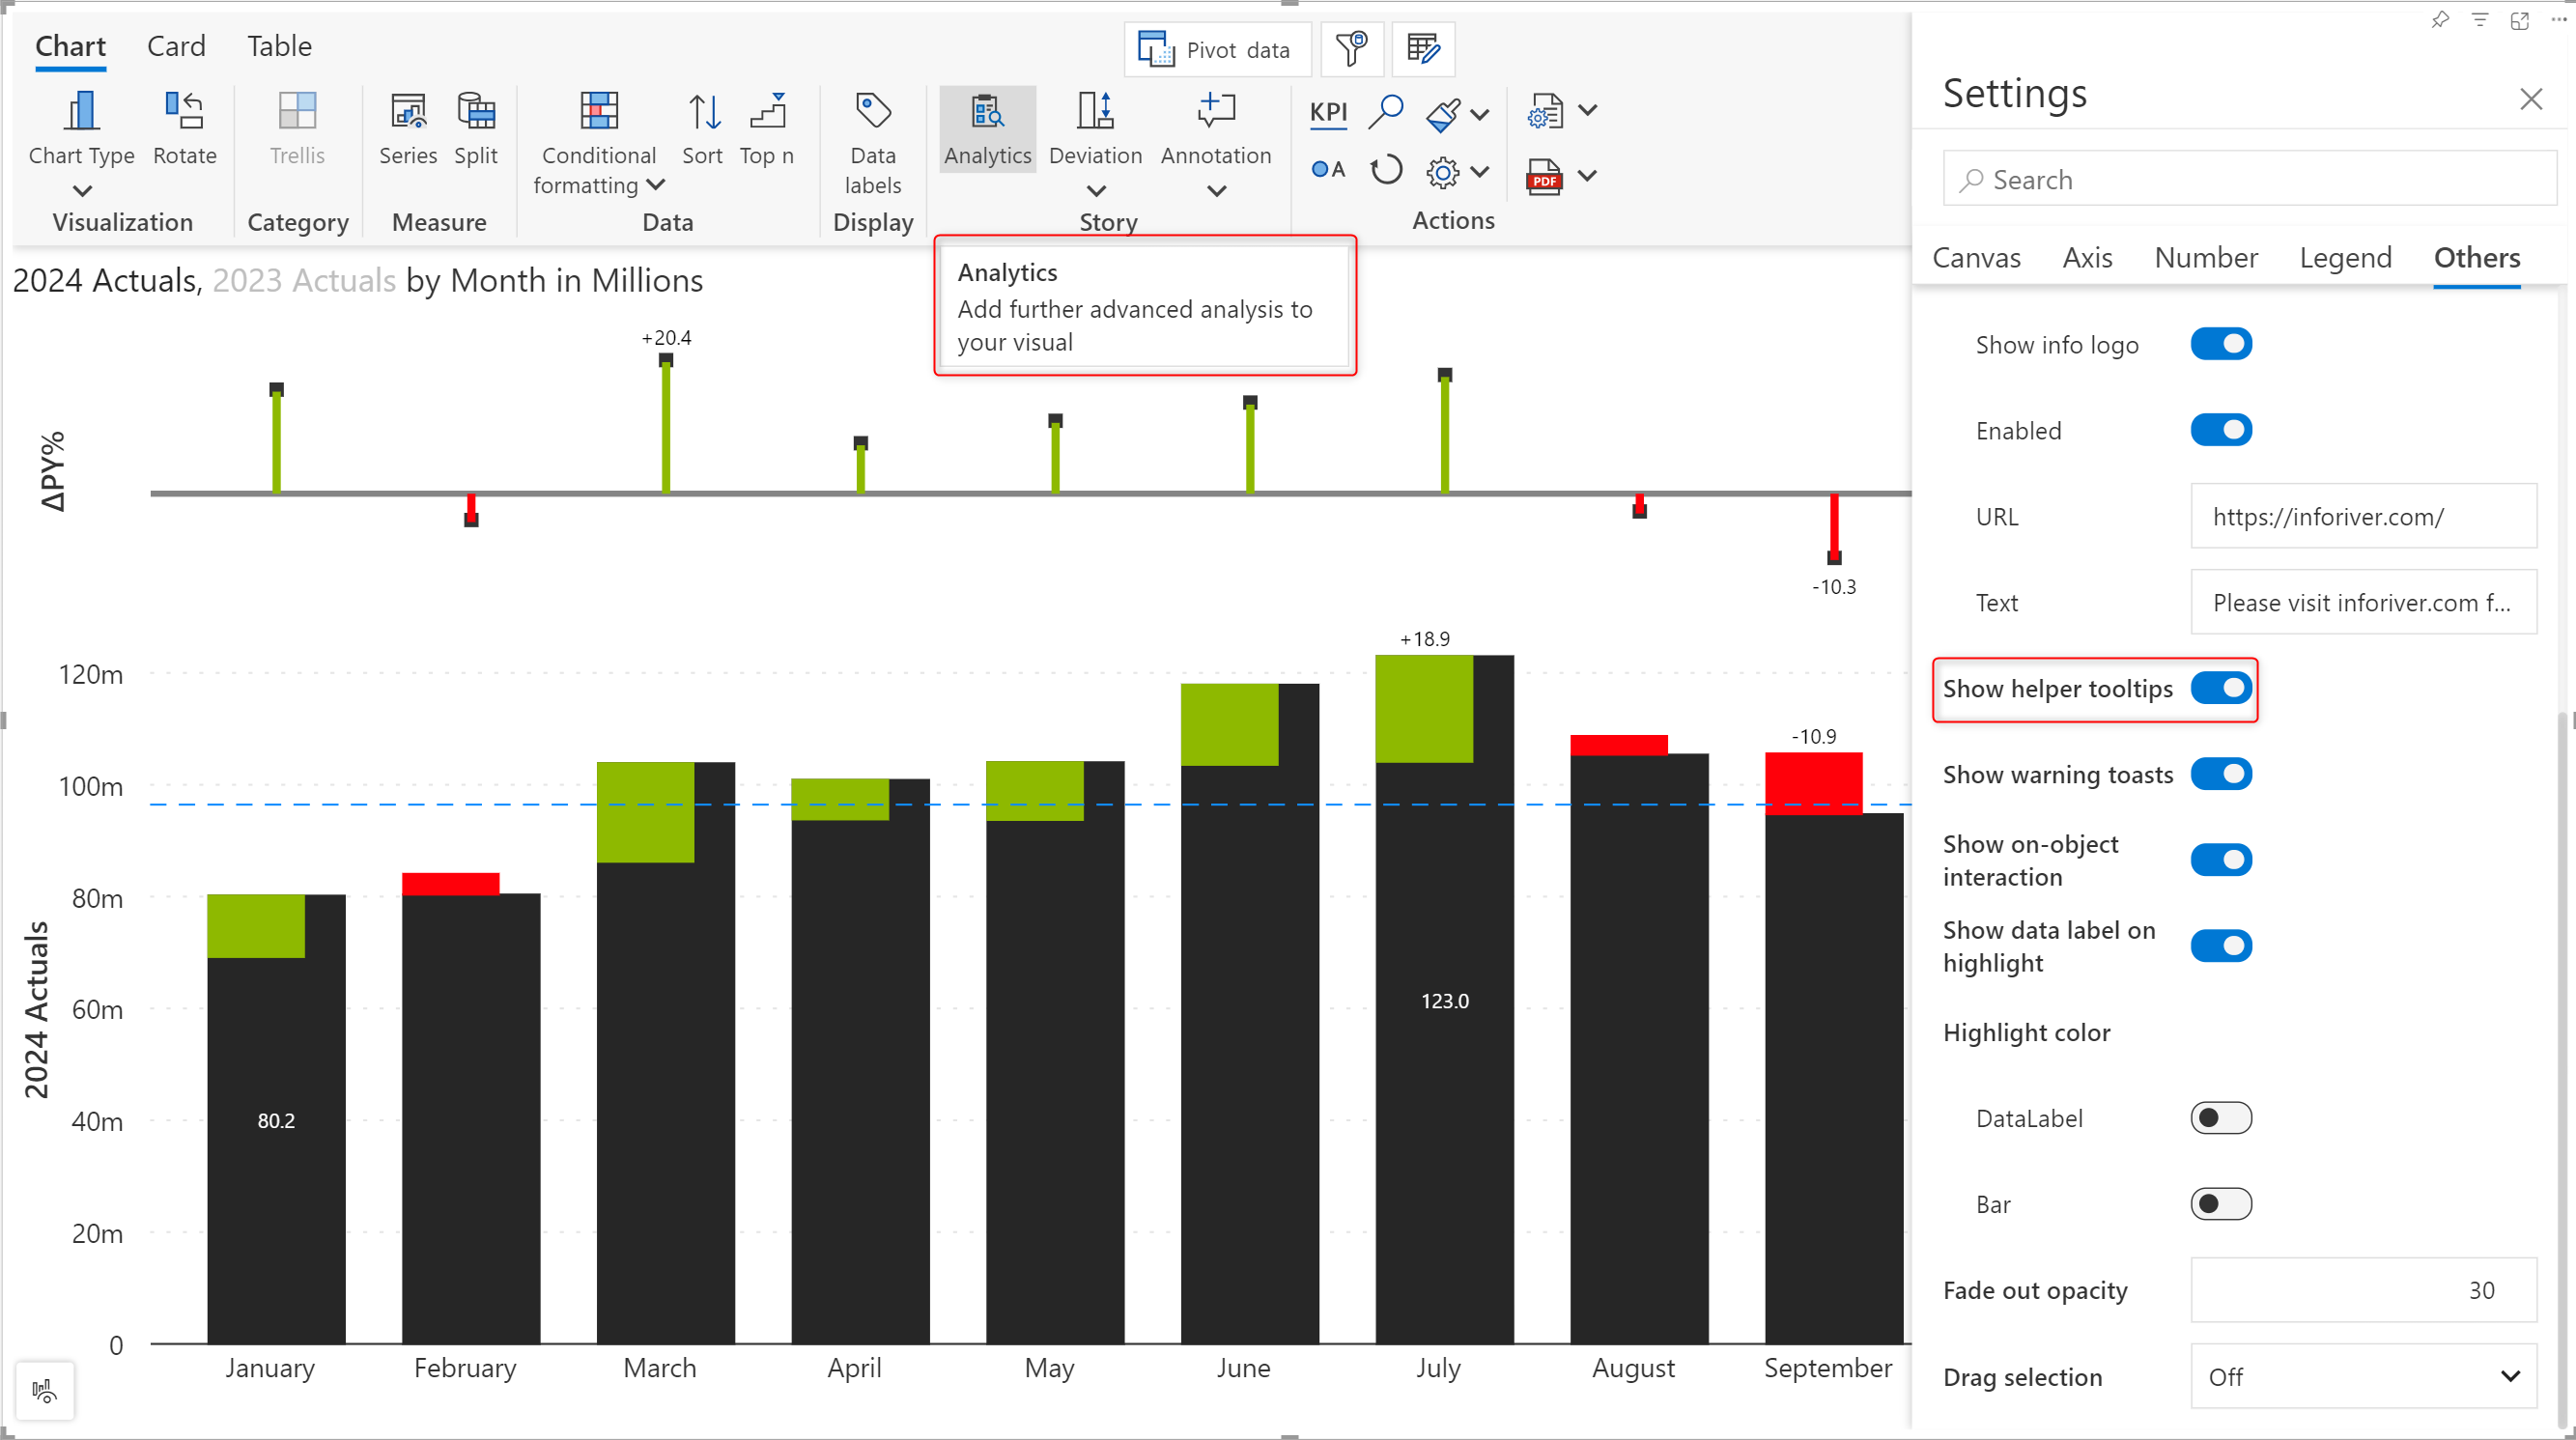 Chart Card Table
Pivot data
Chart Type Rotate Trellis Series Split Conditional formatting Sort Top n Data labels Analytics Deviation Annotation KPI
A
PDF
Visualization Category Measure Data Display Story Actions
Analytics
Add further advanced analysis to
your visual
2024 Actuals, 2023 Actuals by Month in Millions
+20.4
ΔPY%
-10.3
+18.9
-10.9
120m
100m
80m
60m
40m
20m
0
2024 Actuals
80.2
123.0
January February March April May June July August September
Settings
Search
Canvas Axis Number Legend Others
Show info logo
Enabled
URL https://inforiver.com/
Text Please visit inforiver.com f...
Show helper tooltips
Show warning toasts
Show on-object
interaction
Show data label on
highlight
Highlight color
DataLabel
Bar
Fade out opacity 30
Drag selection Off